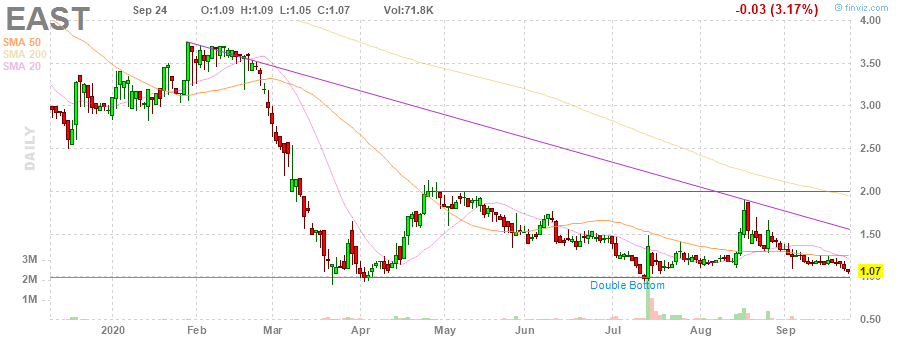 EAST Sep 24 O:1.09 H:1.09 L:1.05 C:1.07 Vol:71.8K -0.03 (3.17%) © finviz.com
SMA 50
SMA 200
SMA 20
DAILY
4.00
3.50
3.00
2.50
2.00
1.50
1.07
1.00
0.50
3M
2M
1M
Double Bottom
2020 Feb Mar Apr May Jun Jul Aug Sep